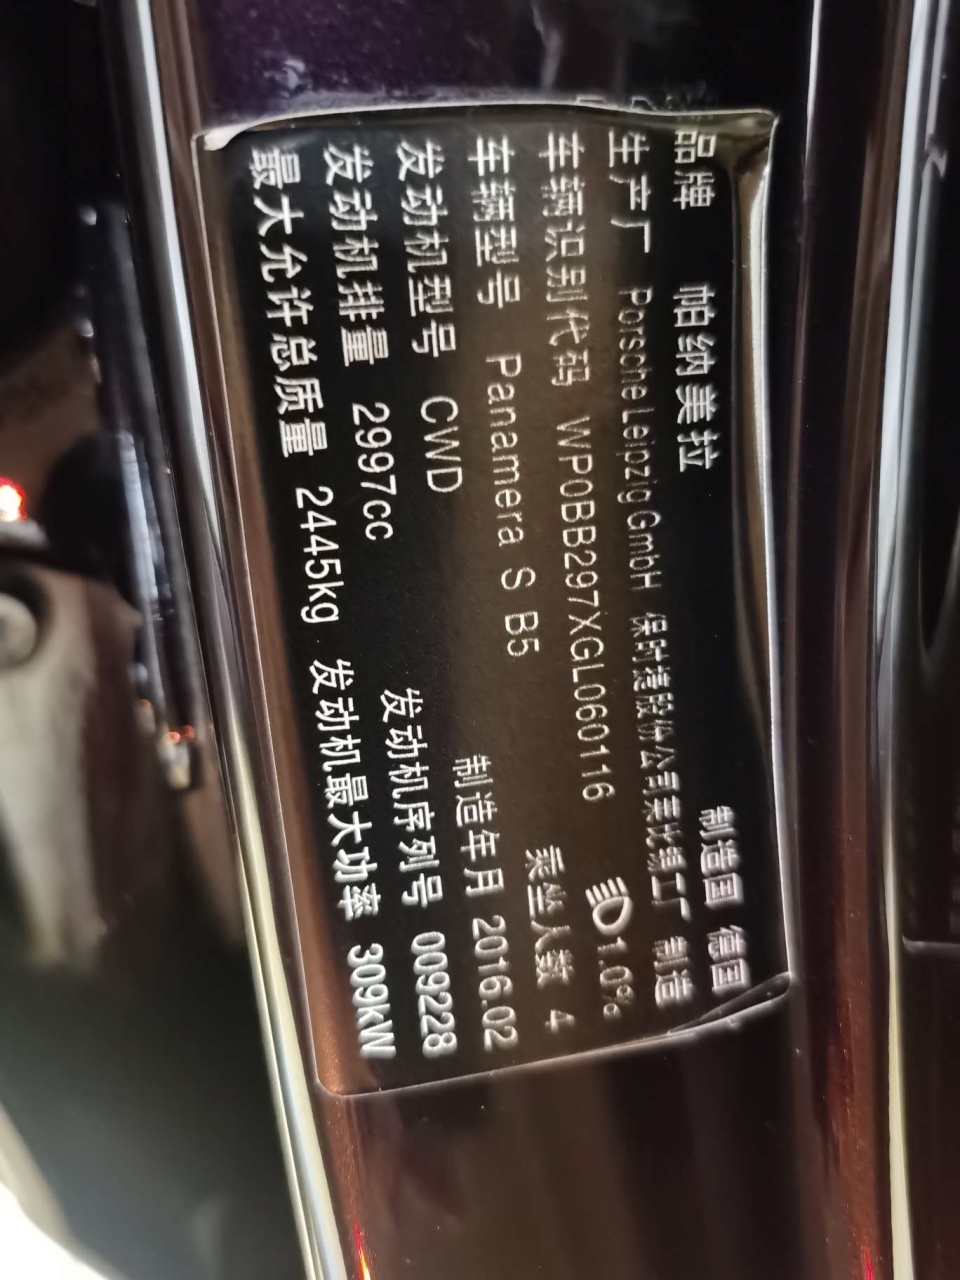 品牌 帕纳美拉 制造国 德国
生产厂 Porsche Leipzig GmbH 保时捷股份公司莱比锡工厂 制造
车辆识别代码 WP0BB297XGL060116 1.0%
车辆型号 Panamera S B5 乘坐人数 4
发动机型号 CWD 制造年月 2016.02
发动机排量 2997cc 发动机序列号 009228
最大允许总质量 2445kg 发动机最大功率 309kW